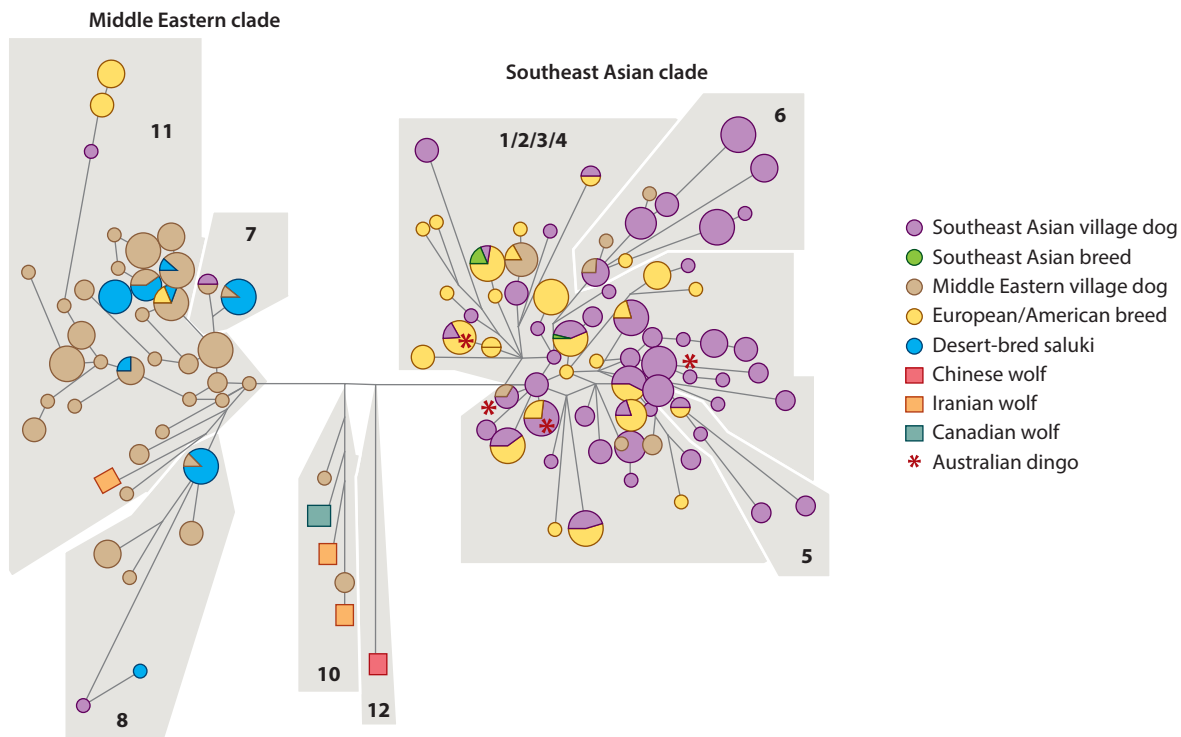 Middle Eastern clade
Southeast Asian clade
11
1/2/3/4
6
7
Southeast Asian village dog
Southeast Asian breed
Middle Eastern village dog
European/American breed
Desert-bred saluki
Chinese wolf
Iranian wolf
Canadian wolf
* Australian dingo
5
10
12
8